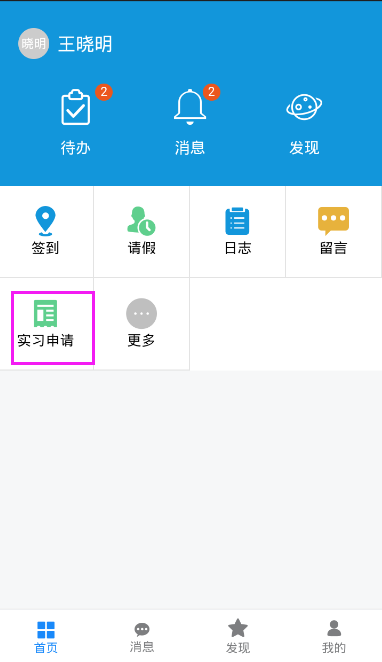 晓明 王晓明
2 2
待办 消息 发现
签到 请假 日志 留言
实习申请 更多
首页 消息 发现 我的